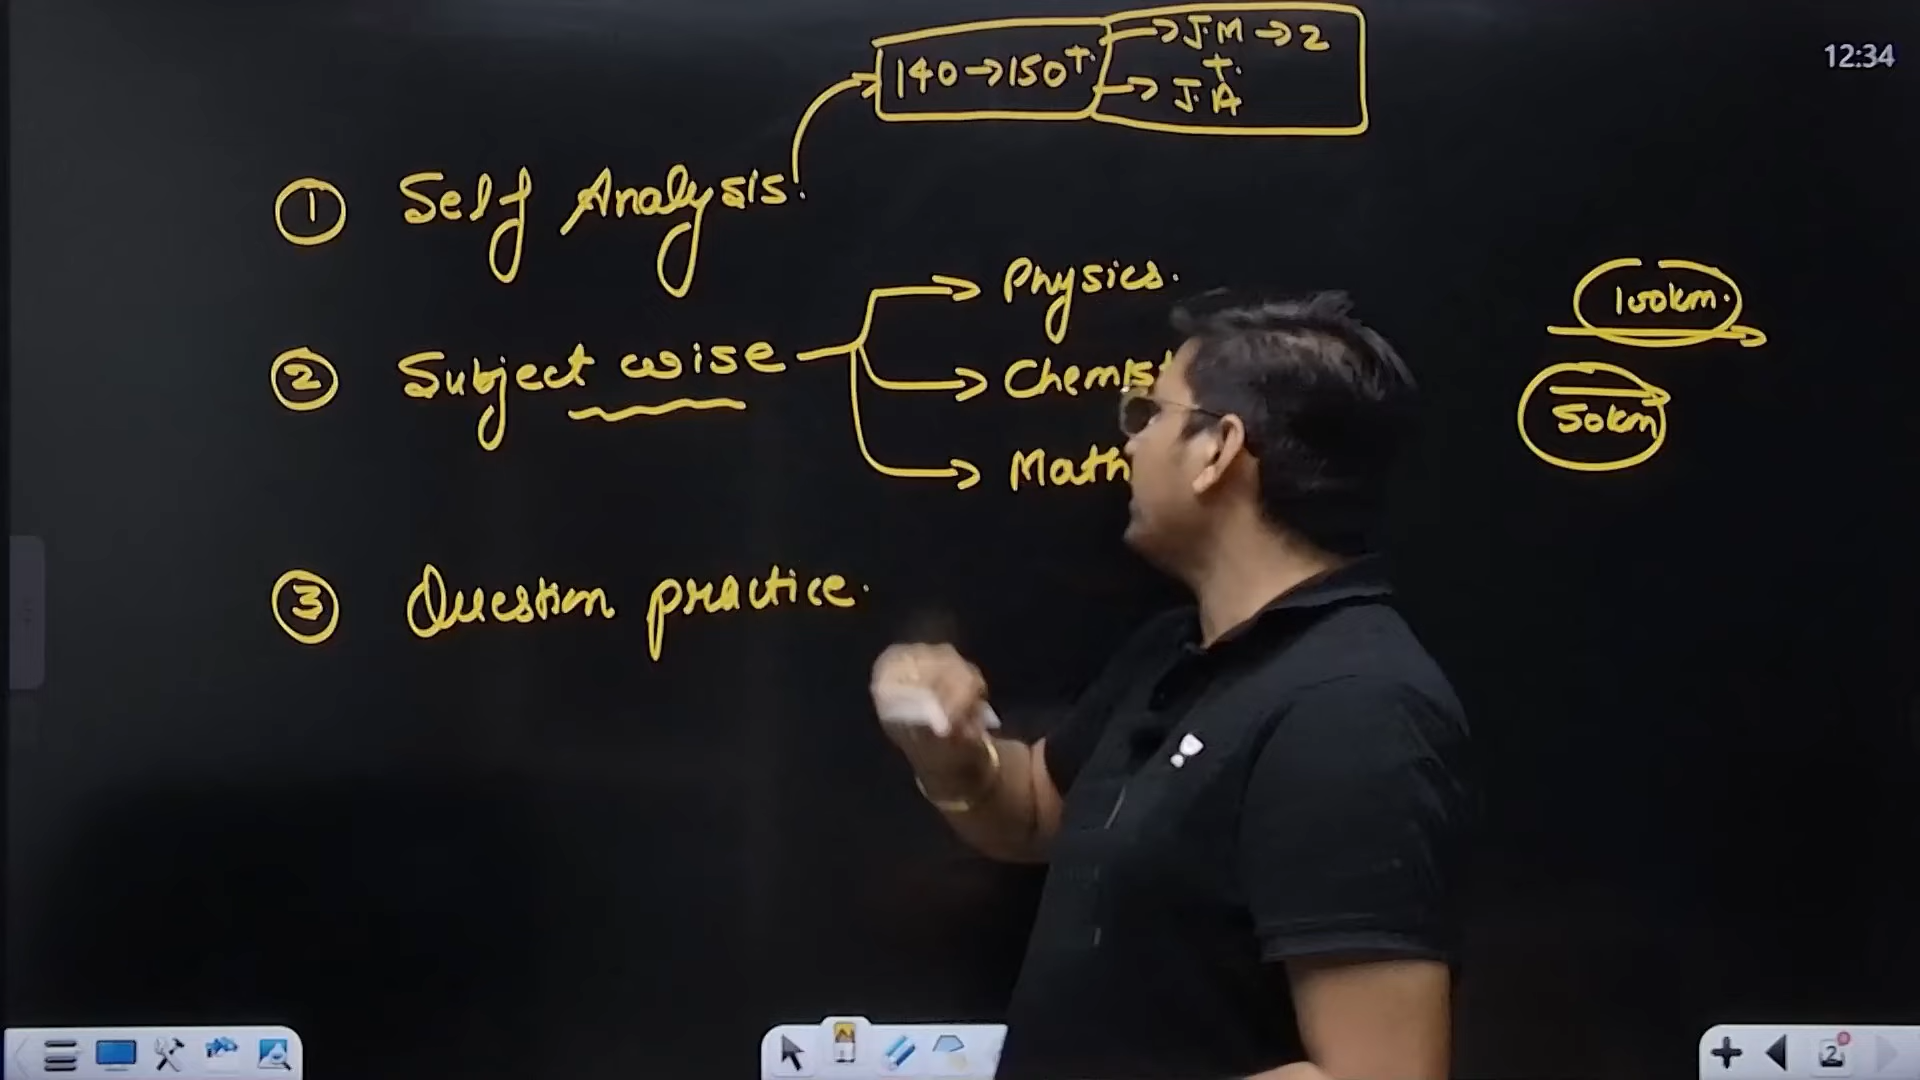 140→150+ → J.M → 2
+
→ J.A
12:34
① Self Analysis.
② Subject wise → Physics.
→ Chemist
→ Math
100km.
50km
③ Question practice.
2